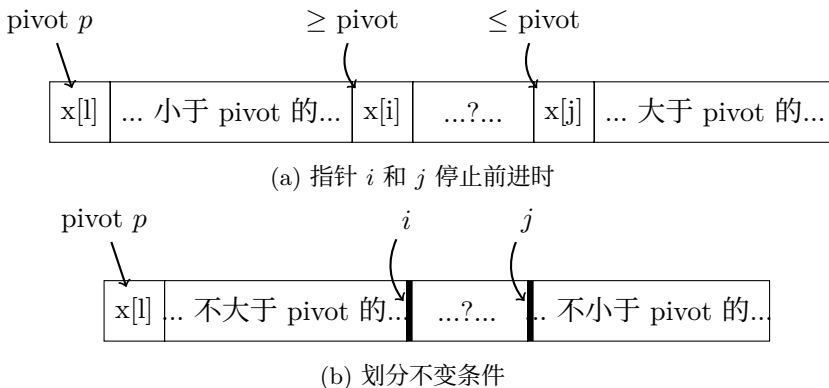 pivot p ≥ pivot ≤ pivot
x[l] ... 小于 pivot 的... x[i] ...?... x[j] ... 大于 pivot 的...
(a) 指针 i 和 j 停止前进时
pivot p i j
x[l] ... 不大于 pivot 的... ...?... ... 不小于 pivot 的...
(b) 划分不变条件